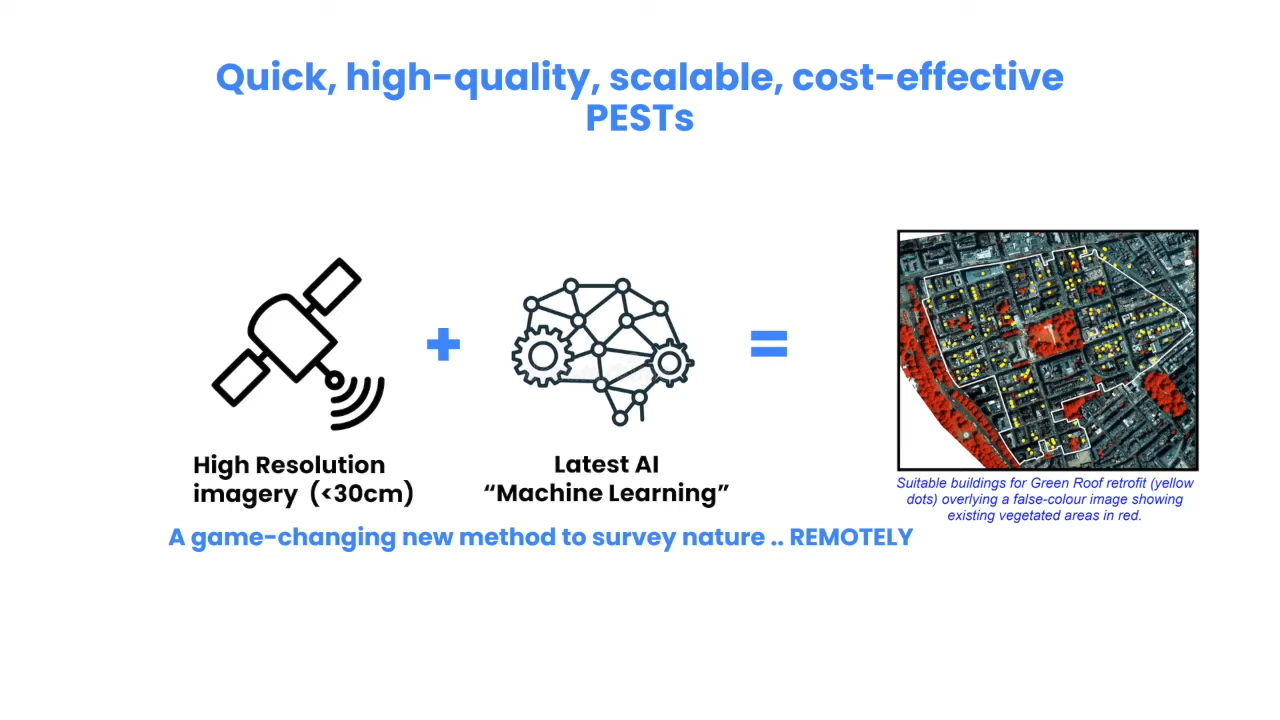 Quick, high-quality, scalable, cost-effective
PESTs
+
=
High Resolution
imagery (<30cm)
Latest AI
“Machine Learning”
Suitable buildings for Green Roof retrofit (yellow
dots) overlying a false-colour image showing
existing vegetated areas in red.
A game-changing new method to survey nature .. REMOTELY